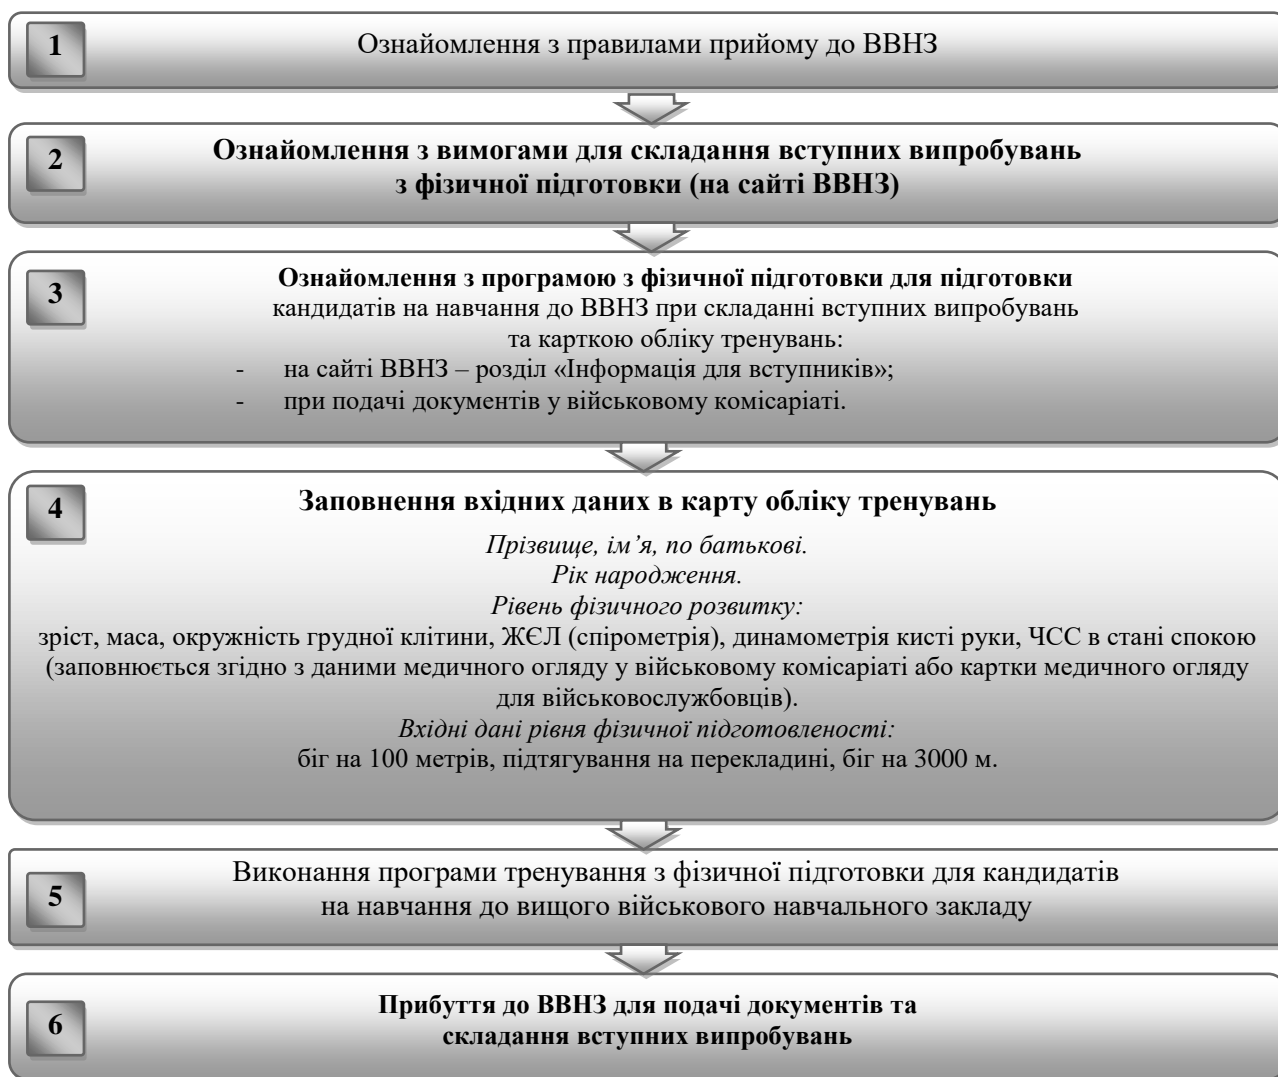 1
Ознайомлення з правилами прийому до ВВНЗ
2
Ознайомлення з вимогами для складання вступних випробувань
з фізичної підготовки (на сайті ВВНЗ)
3
Ознайомлення з програмою з фізичної підготовки для підготовки
кандидатів на навчання до ВВНЗ при складанні вступних випробувань
та карткою обліку тренувань:
- на сайті ВВНЗ – розділ «Інформація для вступників»;
- при подачі документів у військовому комісаріаті.
4
Заповнення вхідних даних в карту обліку тренувань
Прізвище, ім’я, по батькові.
Рік народження.
Рівень фізичного розвитку:
зріст, маса, окружність грудної клітини, ЖЄЛ (спірометрія), динамометрія кисті руки, ЧСС в стані спокою
(заповнюється згідно з даними медичного огляду у військовому комісаріаті або картки медичного огляду
для військовослужбовців).
Вхідні дані рівня фізичної підготовленості:
біг на 100 метрів, підтягування на перекладині, біг на 3000 м.
5
Виконання програми тренування з фізичної підготовки для кандидатів
на навчання до вищого військового навчального закладу
6
Прибуття до ВВНЗ для подачі документів та
складання вступних випробувань